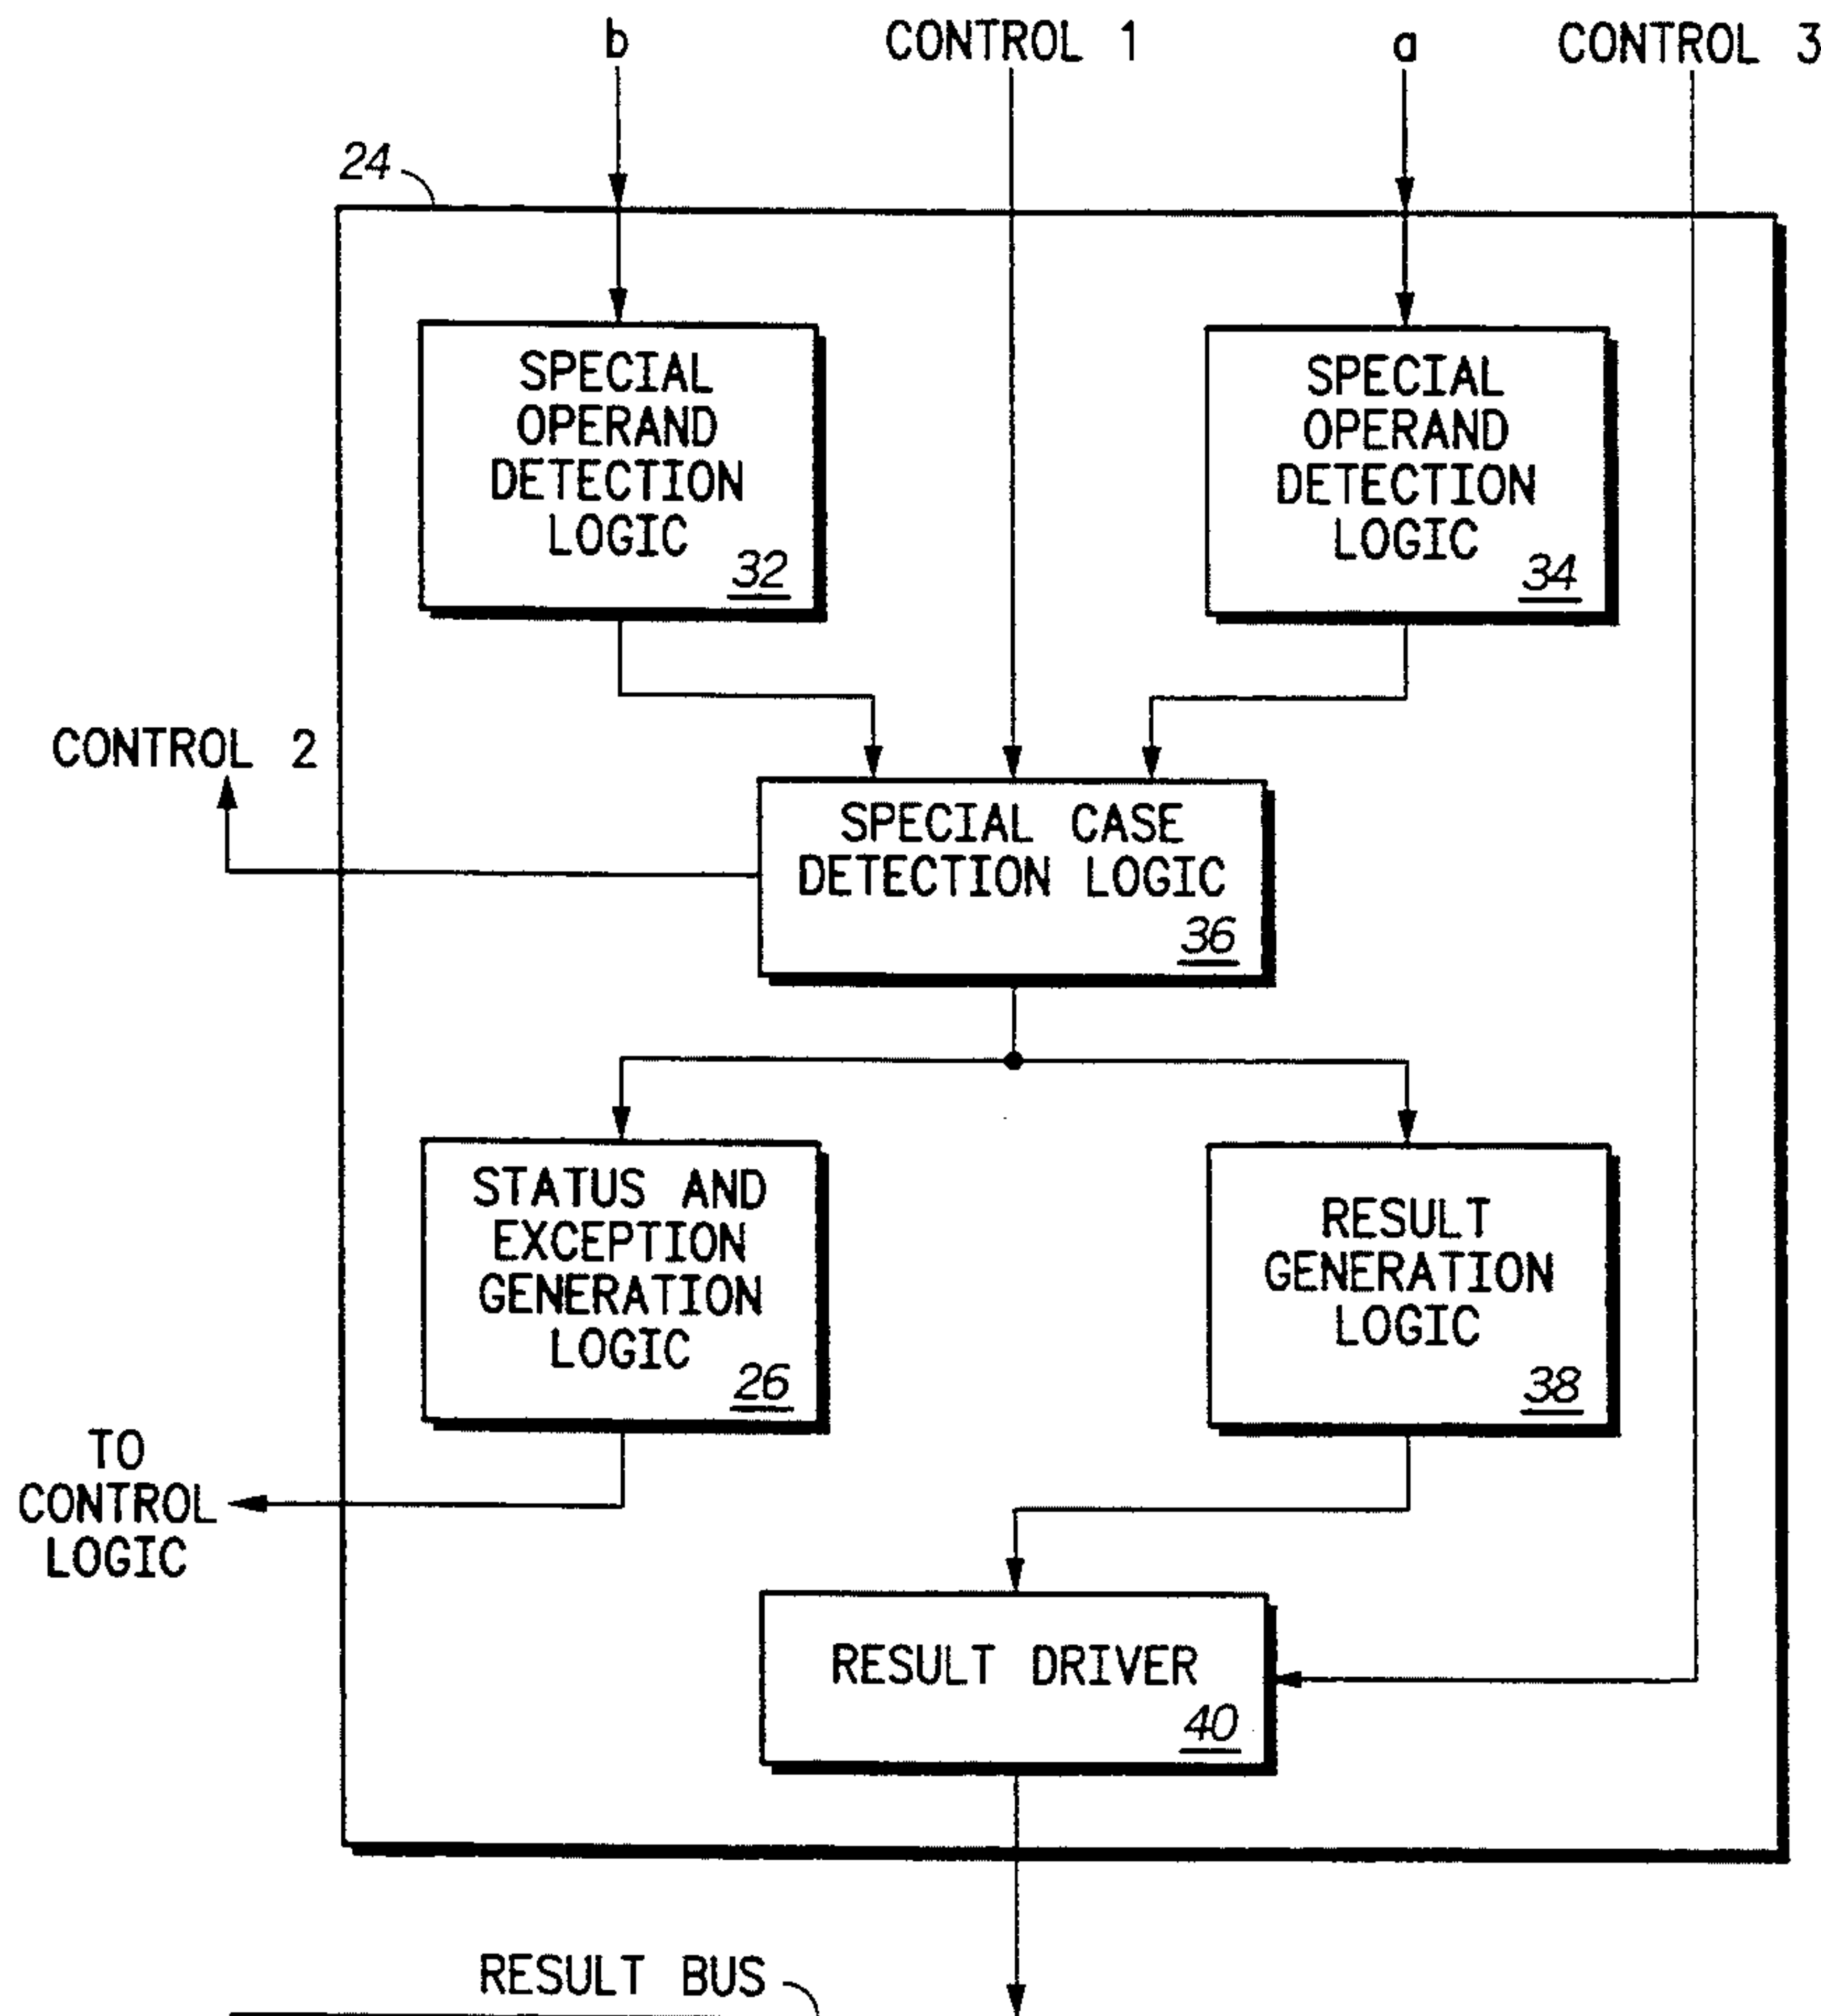 b
CONTROL 1
a
CONTROL 3
24
SPECIAL
OPERAND
DETECTION
LOGIC
32
SPECIAL
OPERAND
DETECTION
LOGIC
34
CONTROL 2
SPECIAL CASE
DETECTION LOGIC
36
STATUS AND
EXCEPTION
GENERATION
LOGIC
26
RESULT
GENERATION
LOGIC
38
TO
CONTROL
LOGIC
RESULT DRIVER
40
RESULT BUS